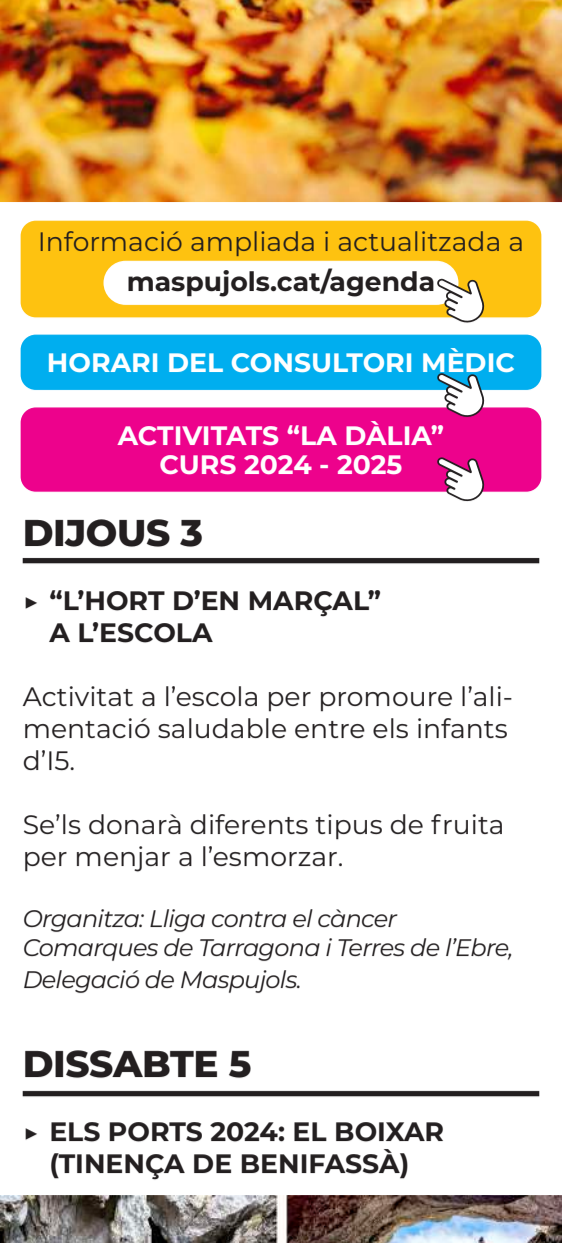 Informació ampliada i actualitzada a
maspujols.cat/agenda
HORARI DEL CONSULTORI MÈDIC
ACTIVITATS “LA DÀLIA”
CURS 2024 - 2025
DIJOUS 3
▸ “L’HORT D’EN MARÇAL”
A L’ESCOLA
Activitat a l’escola per promoure l’ali-
mentació saludable entre els infants
d’I5.
Se’ls donarà diferents tipus de fruita
per menjar a l’esmorzar.
Organitza: Lliga contra el càncer
Comarques de Tarragona i Terres de l’Ebre,
Delegació de Maspujols.
DISSABTE 5
▸ ELS PORTS 2024: EL BOIXAR
(TINENÇA DE BENIFASSÀ)